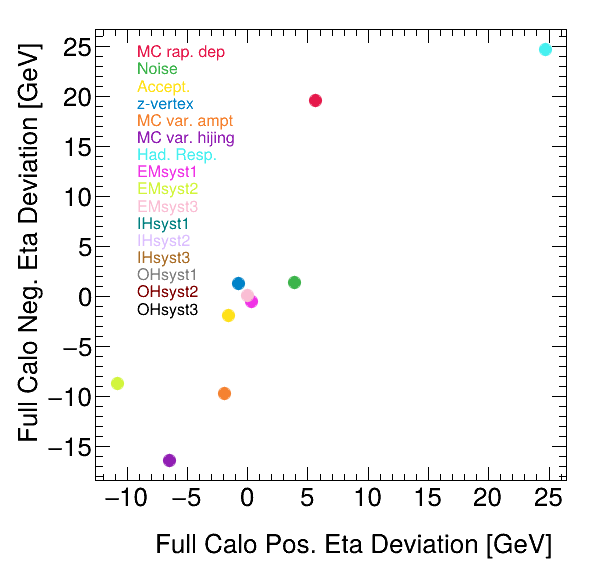 Full Calo Neg. Eta Deviation [GeV]
25
20
15
10
5
0
−5
−10
−15
MC rap. dep
Noise
Accept.
z-vertex
MC var. ampt
MC var. hijing
Had. Resp.
EMsyst1
EMsyst2
EMsyst3
IHsyst1
IHsyst2
IHsyst3
OHsyst1
OHsyst2
OHsyst3
−10 −5 0 5 10 15 20 25
Full Calo Pos. Eta Deviation [GeV]